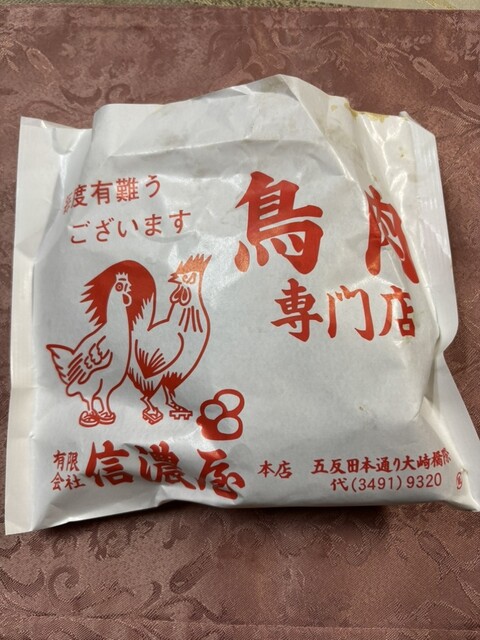 度有難う
ございます
鳥肉
専門店
有限会社 信濃屋 本店 五反田本通り大崎橋際
代(3491)9320